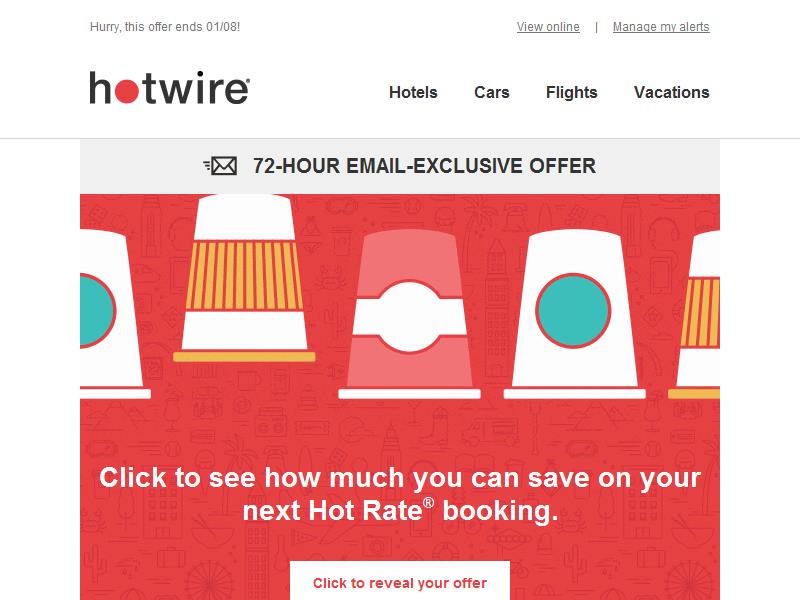 Hurry, this offer ends 01/08!
View online | Manage my alerts
hotwire®
Hotels Cars Flights Vacations
72-HOUR EMAIL-EXCLUSIVE OFFER
Click to see how much you can save on your
next Hot Rate® booking.
Click to reveal your offer